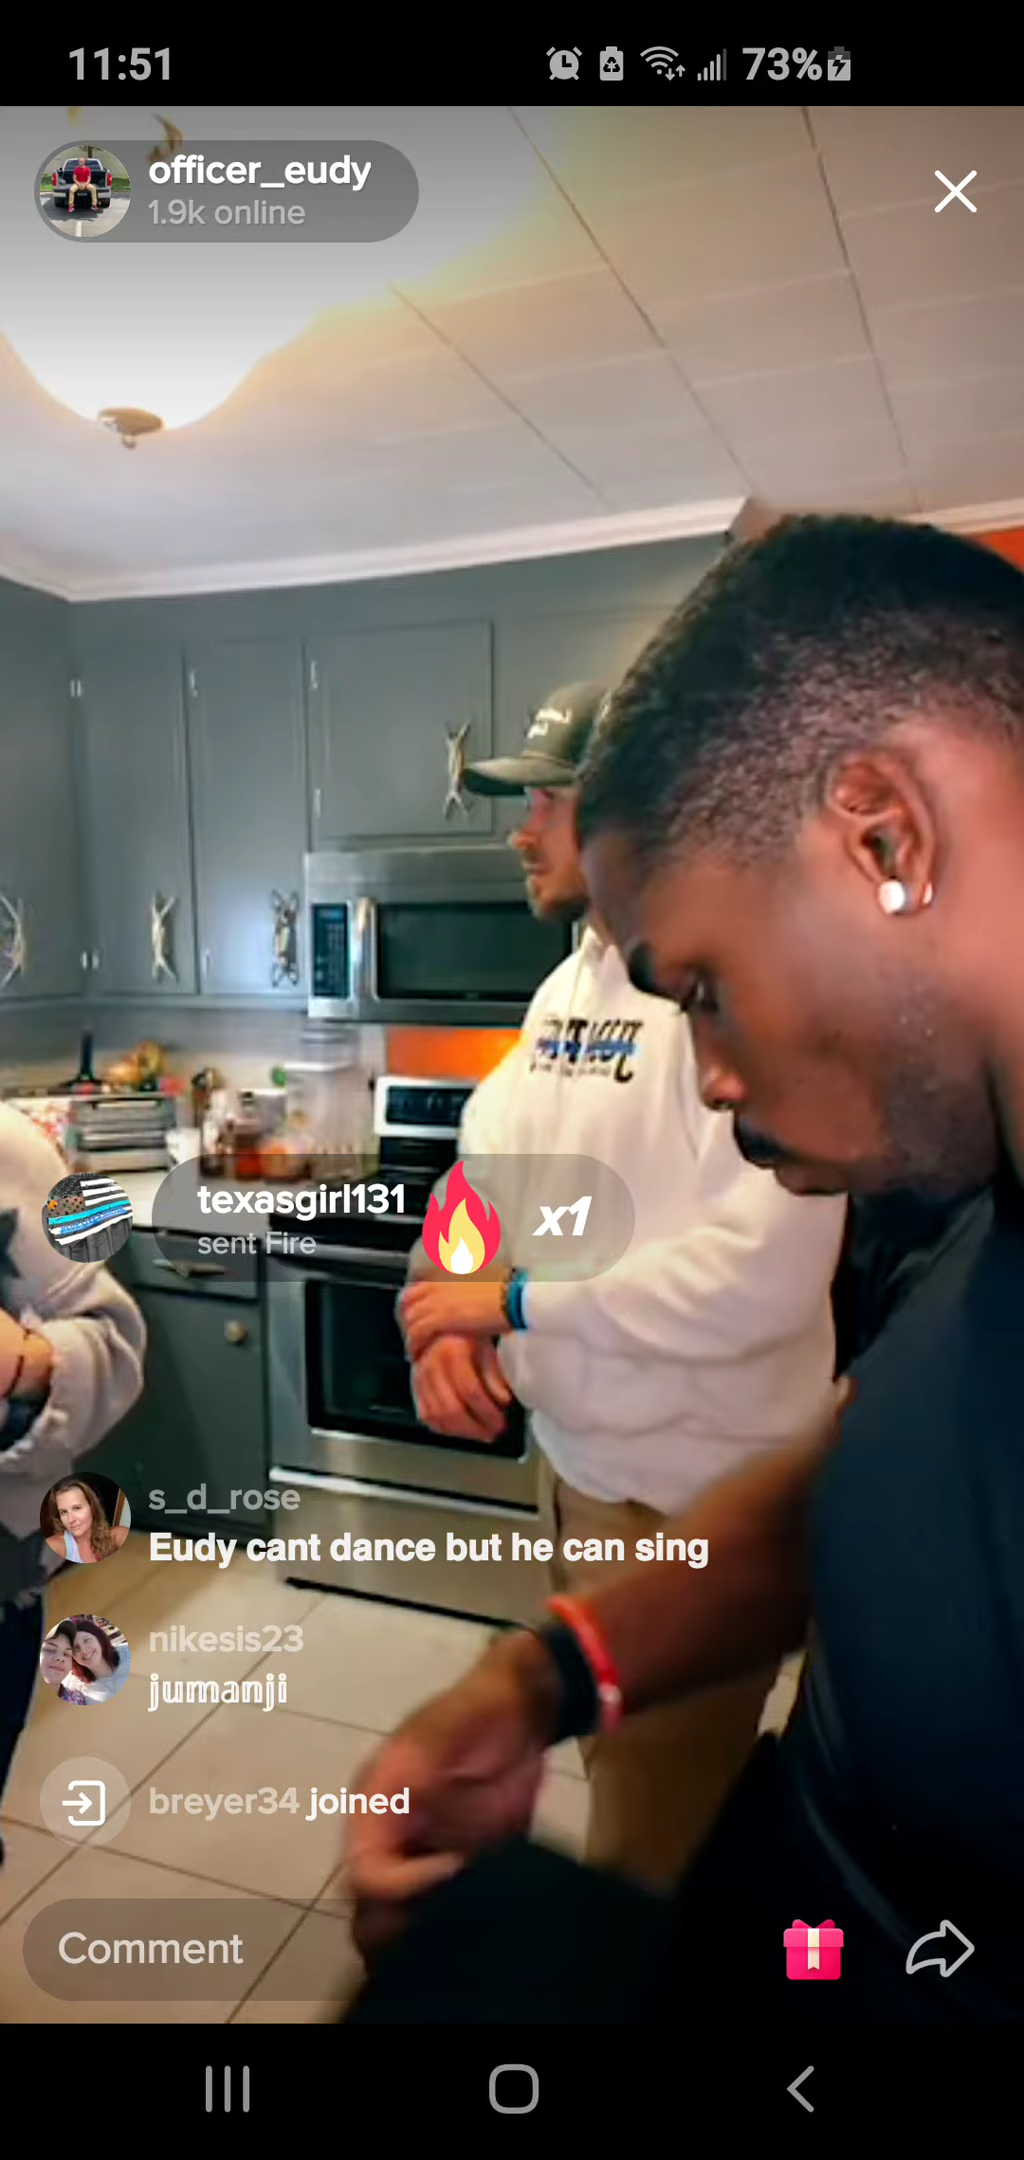 11:51
73%
officer_eudy
1.9k online
texasgirl131
sent Fire
x1
s_d_rose
Eudy cant dance but he can sing
nikesis23
jumanji
breyer34 joined
Comment